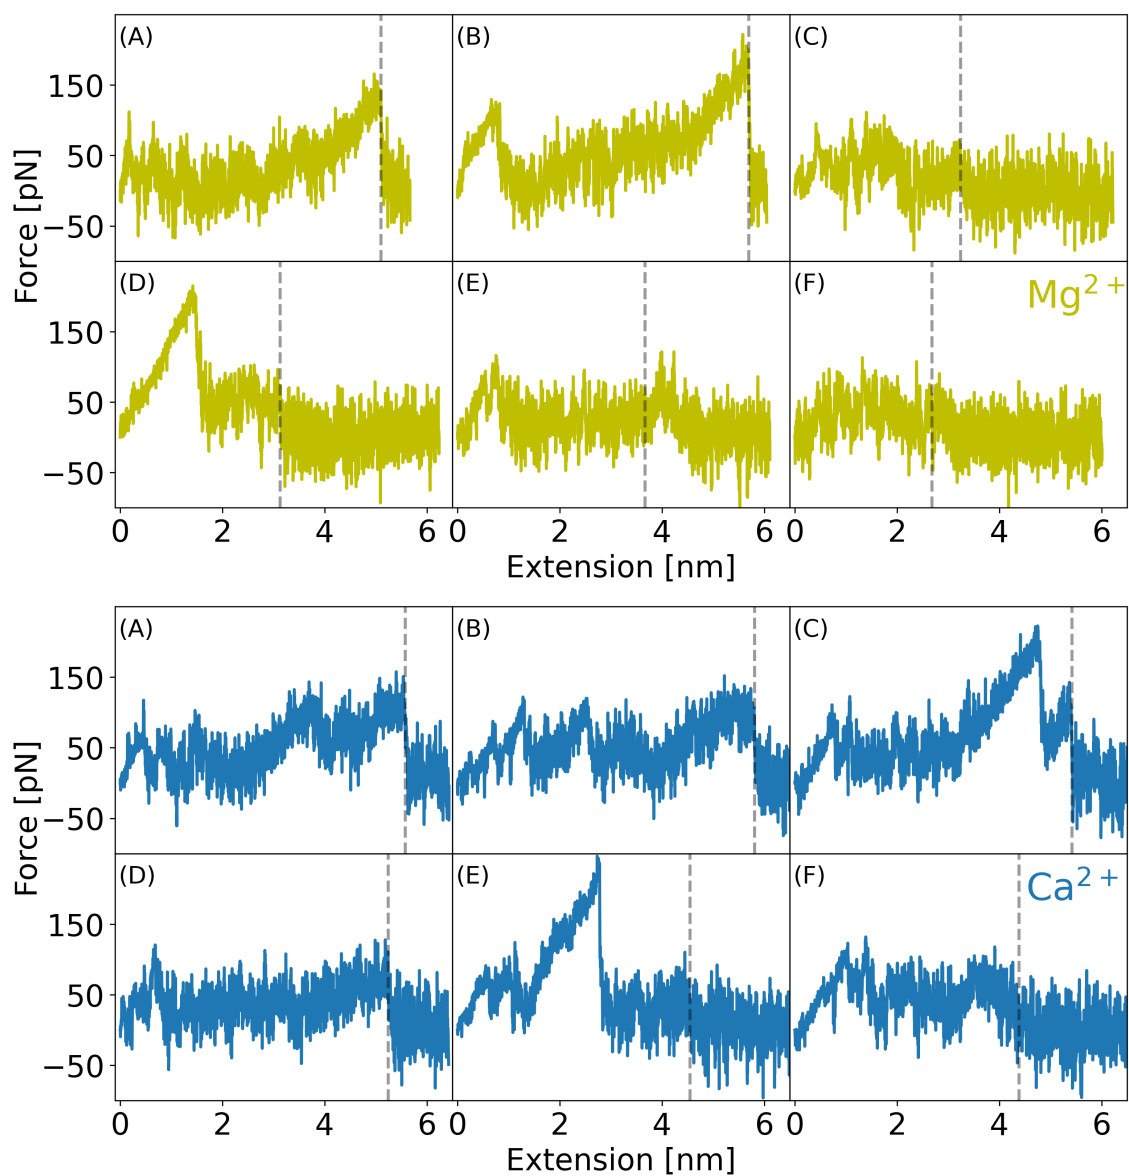 (A) (B) (C)
150
50
−50
Force [pN]
(D) (E) (F) Mg²⁺
150
50
−50
0 2 4 6 0 2 4 6 0 2 4 6
Extension [nm]
(A) (B) (C)
150
50
−50
Force [pN]
(D) (E) (F) Ca²⁺
150
50
−50
0 2 4 6 0 2 4 6 0 2 4 6
Extension [nm]